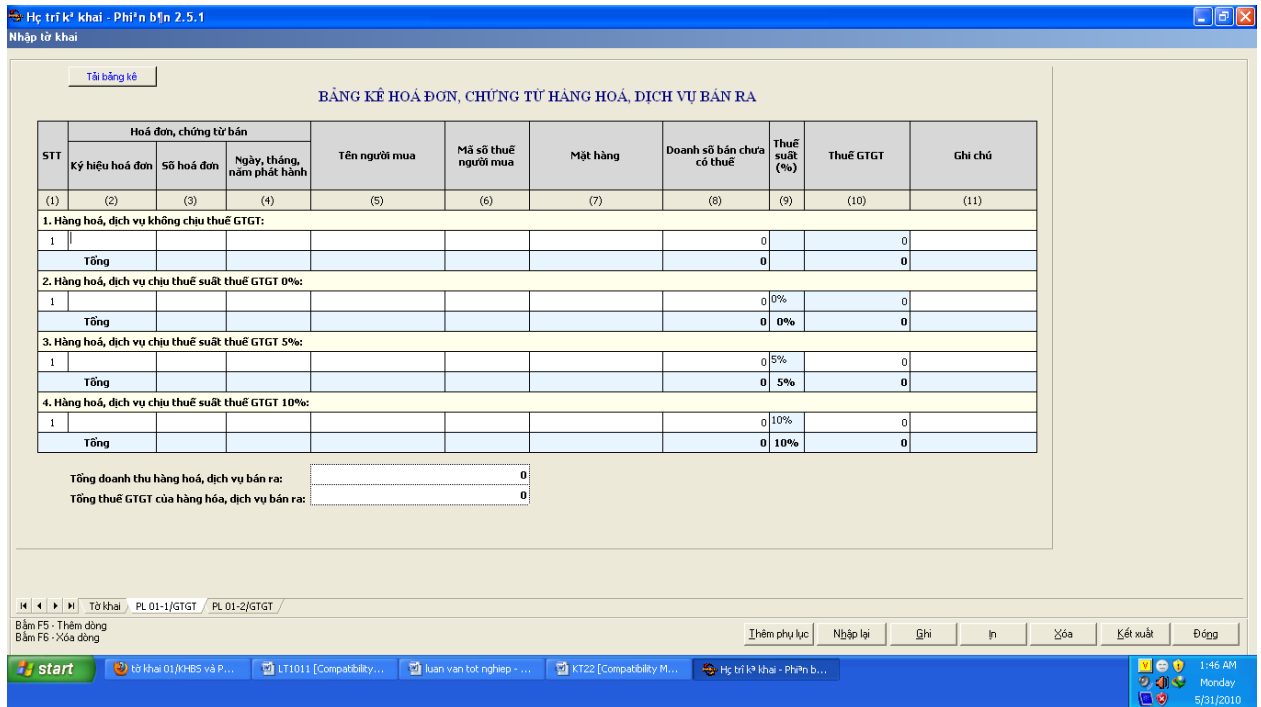 Hç trî kª khai - Phiªn b¶n 2.5.1
Nhập tờ khai
Tải bảng kê
BẢNG KÊ HOÁ ĐƠN, CHỨNG TỪ HÀNG HOÁ, DỊCH VỤ BÁN RA
STT
Hoá đơn, chứng từ bán
Ký hiệu hoá đơn
Số hoá đơn
Ngày, tháng,
năm phát hành
Tên người mua
Mã số thuế
người mua
Mặt hàng
Doanh số bán chưa
có thuế
Thuế
suất
(%)
Thuế GTGT
Ghi chú
(1) (2) (3) (4) (5) (6) (7) (8) (9) (10) (11)
1. Hàng hoá, dịch vụ không chịu thuế GTGT:
1 0 0
Tổng 0 0
2. Hàng hoá, dịch vụ chịu thuế suất thuế GTGT 0%:
1 0 0% 0
Tổng 0 0% 0
3. Hàng hoá, dịch vụ chịu thuế suất thuế GTGT 5%:
1 0 5% 0
Tổng 0 5% 0
4. Hàng hoá, dịch vụ chịu thuế suất thuế GTGT 10%:
1 0 10% 0
Tổng 0 10% 0
Tổng doanh thu hàng hoá, dịch vụ bán ra: 0
Tổng thuế GTGT của hàng hóa, dịch vụ bán ra: 0
Tờ khai PL 01-1/GTGT PL 01-2/GTGT
Bấm F5 - Thêm dòng
Bấm F6 - Xóa dòng
Thêm phụ lục Nhập lại Ghi In Xóa Kết xuất Đóng
start tờ khai 01/KHBS và P... LT1011 [Compatibility... luan van tot nghiep - ... KT22 [Compatibility M... Hç trî kª khai - Phiªn b...
1:46 AM
Monday
5/31/2010